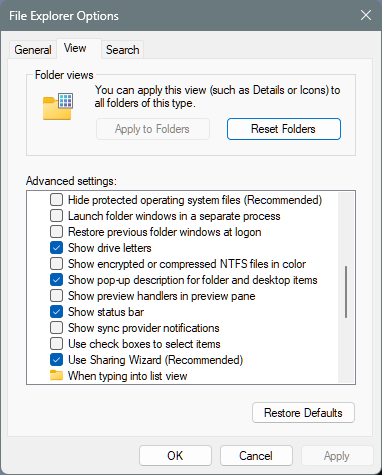 File Explorer Options
General
View
Search
Folder views
You can apply this view (such as Details or Icons) to
all folders of this type.
Apply to Folders
Reset Folders
Advanced settings:
Hide protected operating system files (Recommended)
Launch folder windows in a separate process
Restore previous folder windows at logon
Show drive letters
Show encrypted or compressed NTFS files in color
Show pop-up description for folder and desktop items
Show preview handlers in preview pane
Show status bar
Show sync provider notifications
Use check boxes to select items
Use Sharing Wizard (Recommended)
When typing into list view
Restore Defaults
OK
Cancel
Apply